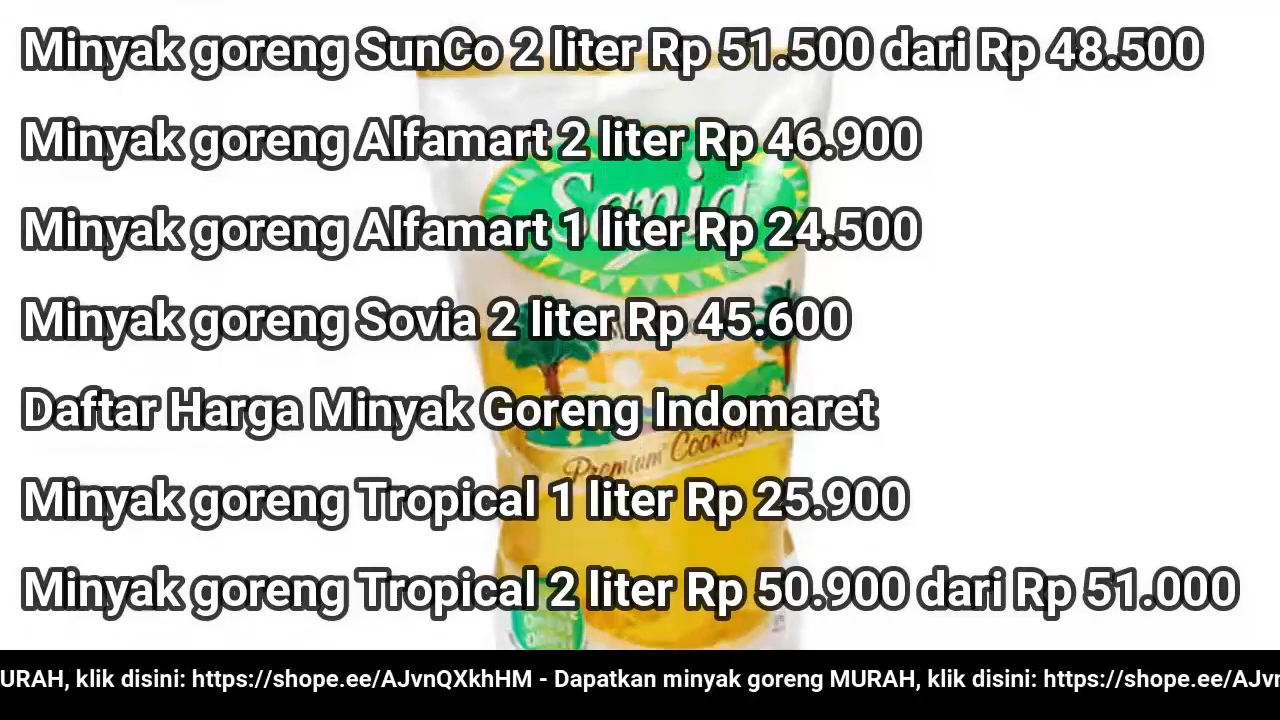 Minyak goreng SunCo 2 liter Rp 51.500 dari Rp 48.500
Minyak goreng Alfamart 2 liter Rp 46.900
Sania
Minyak goreng Alfamart 1 liter Rp 24.500
Minyak goreng Sovia 2 liter Rp 45.600
Daftar Harga Minyak Goreng Indomaret
Premium Cooking
Minyak goreng Tropical 1 liter Rp 25.900
Minyak goreng Tropical 2 liter Rp 50.900 dari Rp 51.000
URAH, klik disini: https://shope.ee/AJvnQXkhHM - Dapatkan minyak goreng MURAH, klik disini: https://shope.ee/AJvn